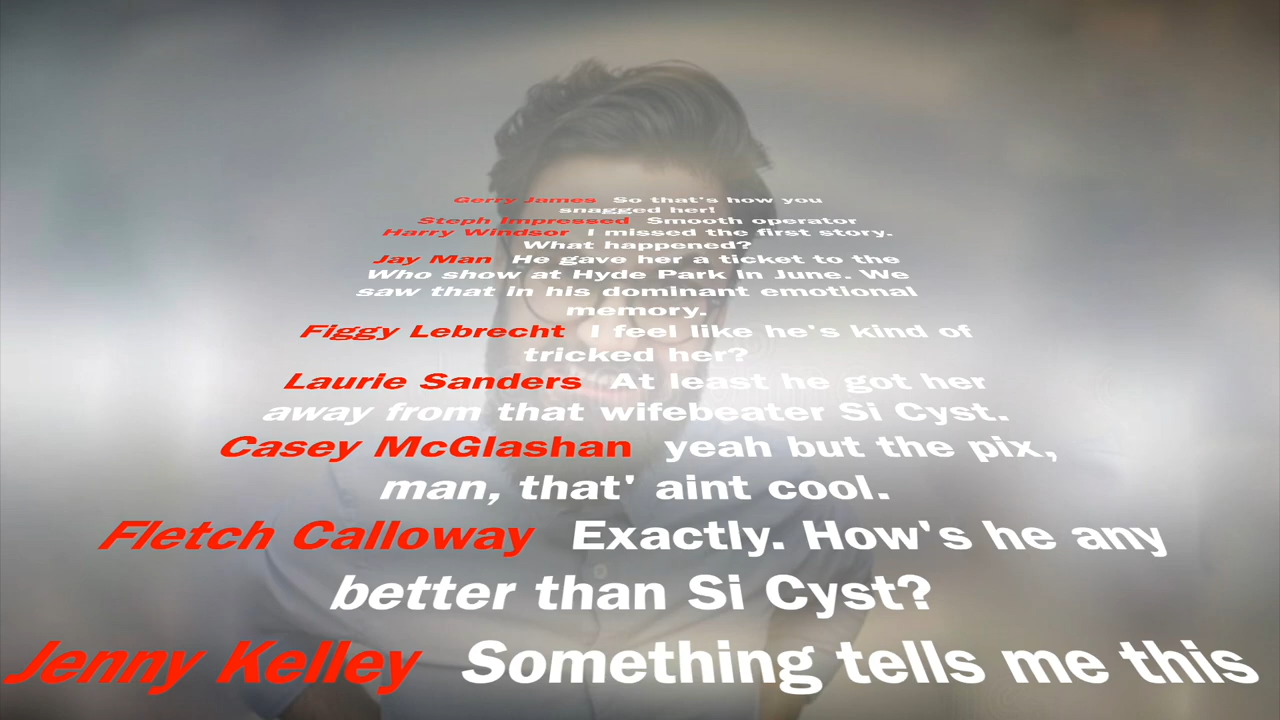 Gerry James So that's how you
snagged her!
Steph Impressed Smooth operator
Harry Windsor I missed the first story.
What happened?
Jay Man He gave her a ticket to the
Who show at Hyde Park in June. We
saw that in his dominant emotional
memory.
Figgy Lebrecht I feel like he's kind of
tricked her?
Laurie Sanders At least he got her
away from that wifebeater Si Cyst.
Casey McGlashan yeah but the pix,
man, that' aint cool.
Fletch Calloway Exactly. How's he any
better than Si Cyst?
Jenny Kelley Something tells me this